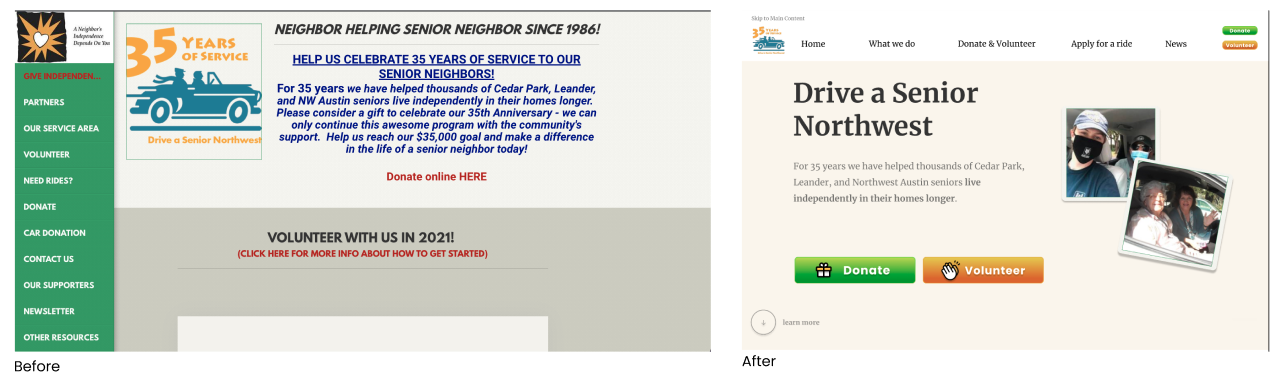 A Neighbor's
Independence
Depends On You
GIVE INDEPENDEN...
PARTNERS
OUR SERVICE AREA
VOLUNTEER
NEED RIDES?
DONATE
CAR DONATION
CONTACT US
OUR SUPPORTERS
NEWSLETTER
OTHER RESOURCES
35 YEARS
OF SERVICE
Drive a Senior Northwest
NEIGHBOR HELPING SENIOR NEIGHBOR SINCE 1986!
HELP US CELEBRATE 35 YEARS OF SERVICE TO OUR
SENIOR NEIGHBORS!
For 35 years we have helped thousands of Cedar Park, Leander,
and NW Austin seniors live independently in their homes longer.
Please consider a gift to celebrate our 35th Anniversary - we can
only continue this awesome program with the community's
support. Help us reach our $35,000 goal and make a difference
in the life of a senior neighbor today!
Donate online HERE
VOLUNTEER WITH US IN 2021!
(CLICK HERE FOR MORE INFO ABOUT HOW TO GET STARTED)
Before
Skip to Main Content
35 YEARS
OF SERVICE
Home What we do Donate & Volunteer Apply for a ride News
Donate
Volunteer
Drive a Senior
Northwest
For 35 years we have helped thousands of Cedar Park,
Leander, and Northwest Austin seniors live
independently in their homes longer.
Donate
Volunteer
learn more
After